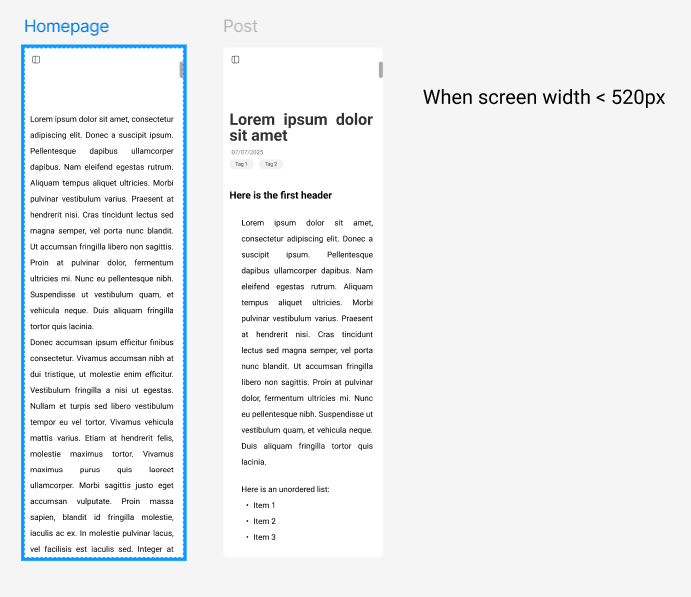 Homepage
Post
When screen width < 520px
Lorem ipsum dolor sit amet, consectetur
adipiscing elit. Donec a suscipit ipsum.
Pellentesque dapibus ullamcorper
dapibus. Nam eleifend egestas rutrum.
Aliquam tempus aliquet ultricies. Morbi
pulvinar vestibulum varius. Praesent at
hendrerit nisi. Cras tincidunt lectus sed
magna semper, vel porta nunc blandit.
Ut accumsan fringilla libero non sagittis.
Proin at pulvinar dolor, fermentum
ultricies mi. Nunc eu pellentesque nibh.
Suspendisse ut vestibulum quam, et
vehicula neque. Duis aliquam fringilla
tortor quis lacinia.
Donec accumsan ipsum efficitur finibus
consectetur. Vivamus accumsan nibh at
dui tristique, ut molestie enim efficitur.
Vestibulum fringilla a nisi ut egestas.
Nullam et turpis sed libero vestibulum
tempor eu vel tortor. Vivamus vehicula
mattis varius. Etiam at hendrerit felis,
molestie maximus tortor. Vivamus
maximus purus quis laoreet
ullamcorper. Morbi sagittis justo eget
accumsan vulputate. Proin massa
sapien, blandit id fringilla molestie,
iaculis ac ex. In molestie pulvinar lacus,
vel facilisis est iaculis sed. Integer at
Lorem ipsum dolor
sit amet
07/07/2025
Tag 1 Tag 2
Here is the first header
Lorem ipsum dolor sit amet,
consectetur adipiscing elit. Donec a
suscipit ipsum. Pellentesque
dapibus ullamcorper dapibus. Nam
eleifend egestas rutrum. Aliquam
tempus aliquet ultricies. Morbi
pulvinar vestibulum varius. Praesent
at hendrerit nisi. Cras tincidunt
lectus sed magna semper, vel porta
nunc blandit. Ut accumsan fringilla
libero non sagittis. Proin at pulvinar
dolor, fermentum ultricies mi. Nunc
eu pellentesque nibh. Suspendisse ut
vestibulum quam, et vehicula neque.
Duis aliquam fringilla tortor quis
lacinia.
Here is an unordered list:
• Item 1
• Item 2
• Item 3